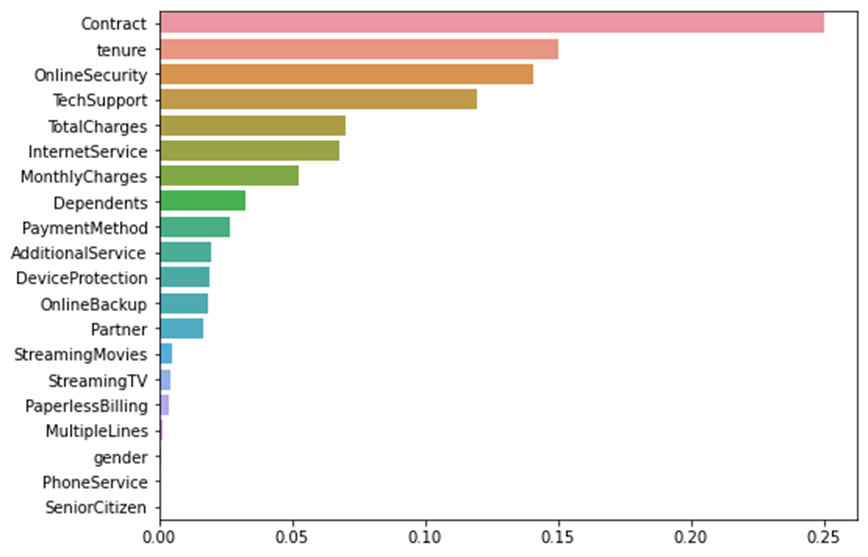 Contract
tenure
OnlineSecurity
TechSupport
TotalCharges
InternetService
MonthlyCharges
Dependents
PaymentMethod
AdditionalService
DeviceProtection
OnlineBackup
Partner
StreamingMovies
StreamingTV
PaperlessBilling
MultipleLines
gender
PhoneService
SeniorCitizen
0.00 0.05 0.10 0.15 0.20 0.25